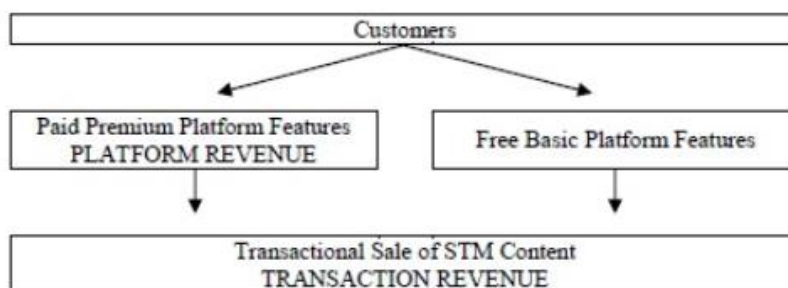 Customers
Paid Premium Platform Features
PLATFORM REVENUE
Free Basic Platform Features
Transactional Sale of STM Content
TRANSACTION REVENUE